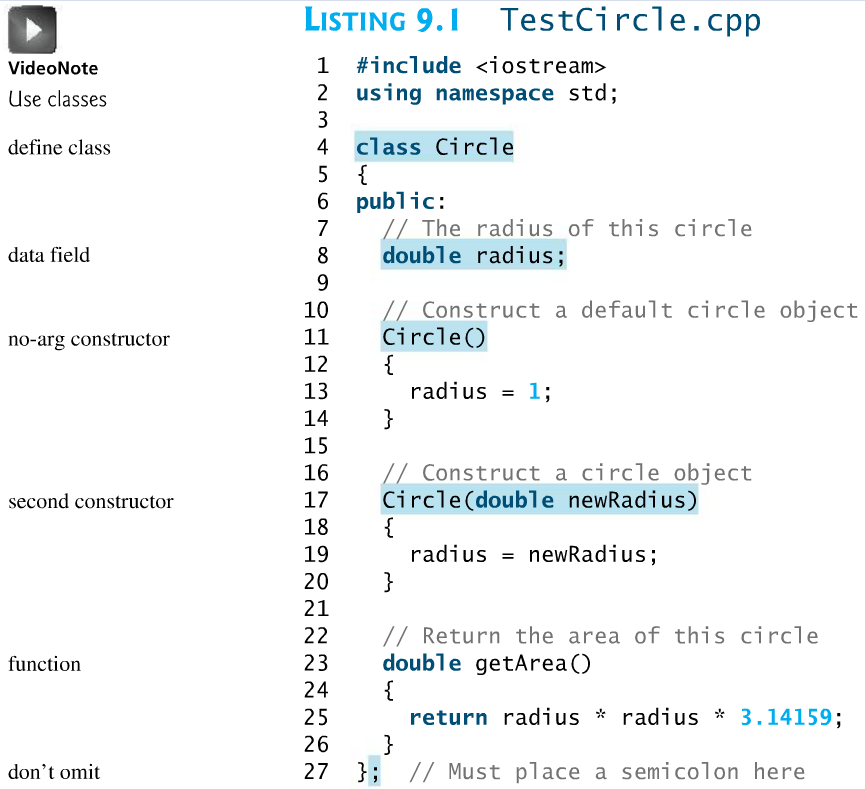 LISTING 9.1 TestCircle.cpp
VideoNote
Use classes
1 #include <iostream>
2 using namespace std;
3
define class 4 class Circle
5 {
6 public:
7 // The radius of this circle
data field 8 double radius;
9
10 // Construct a default circle object
no-arg constructor 11 Circle()
12 {
13 radius = 1;
14 }
15
16 // Construct a circle object
second constructor 17 Circle(double newRadius)
18 {
19 radius = newRadius;
20 }
21
22 // Return the area of this circle
function 23 double getArea()
24 {
25 return radius * radius * 3.14159;
26 }
don't omit 27 }; // Must place a semicolon here